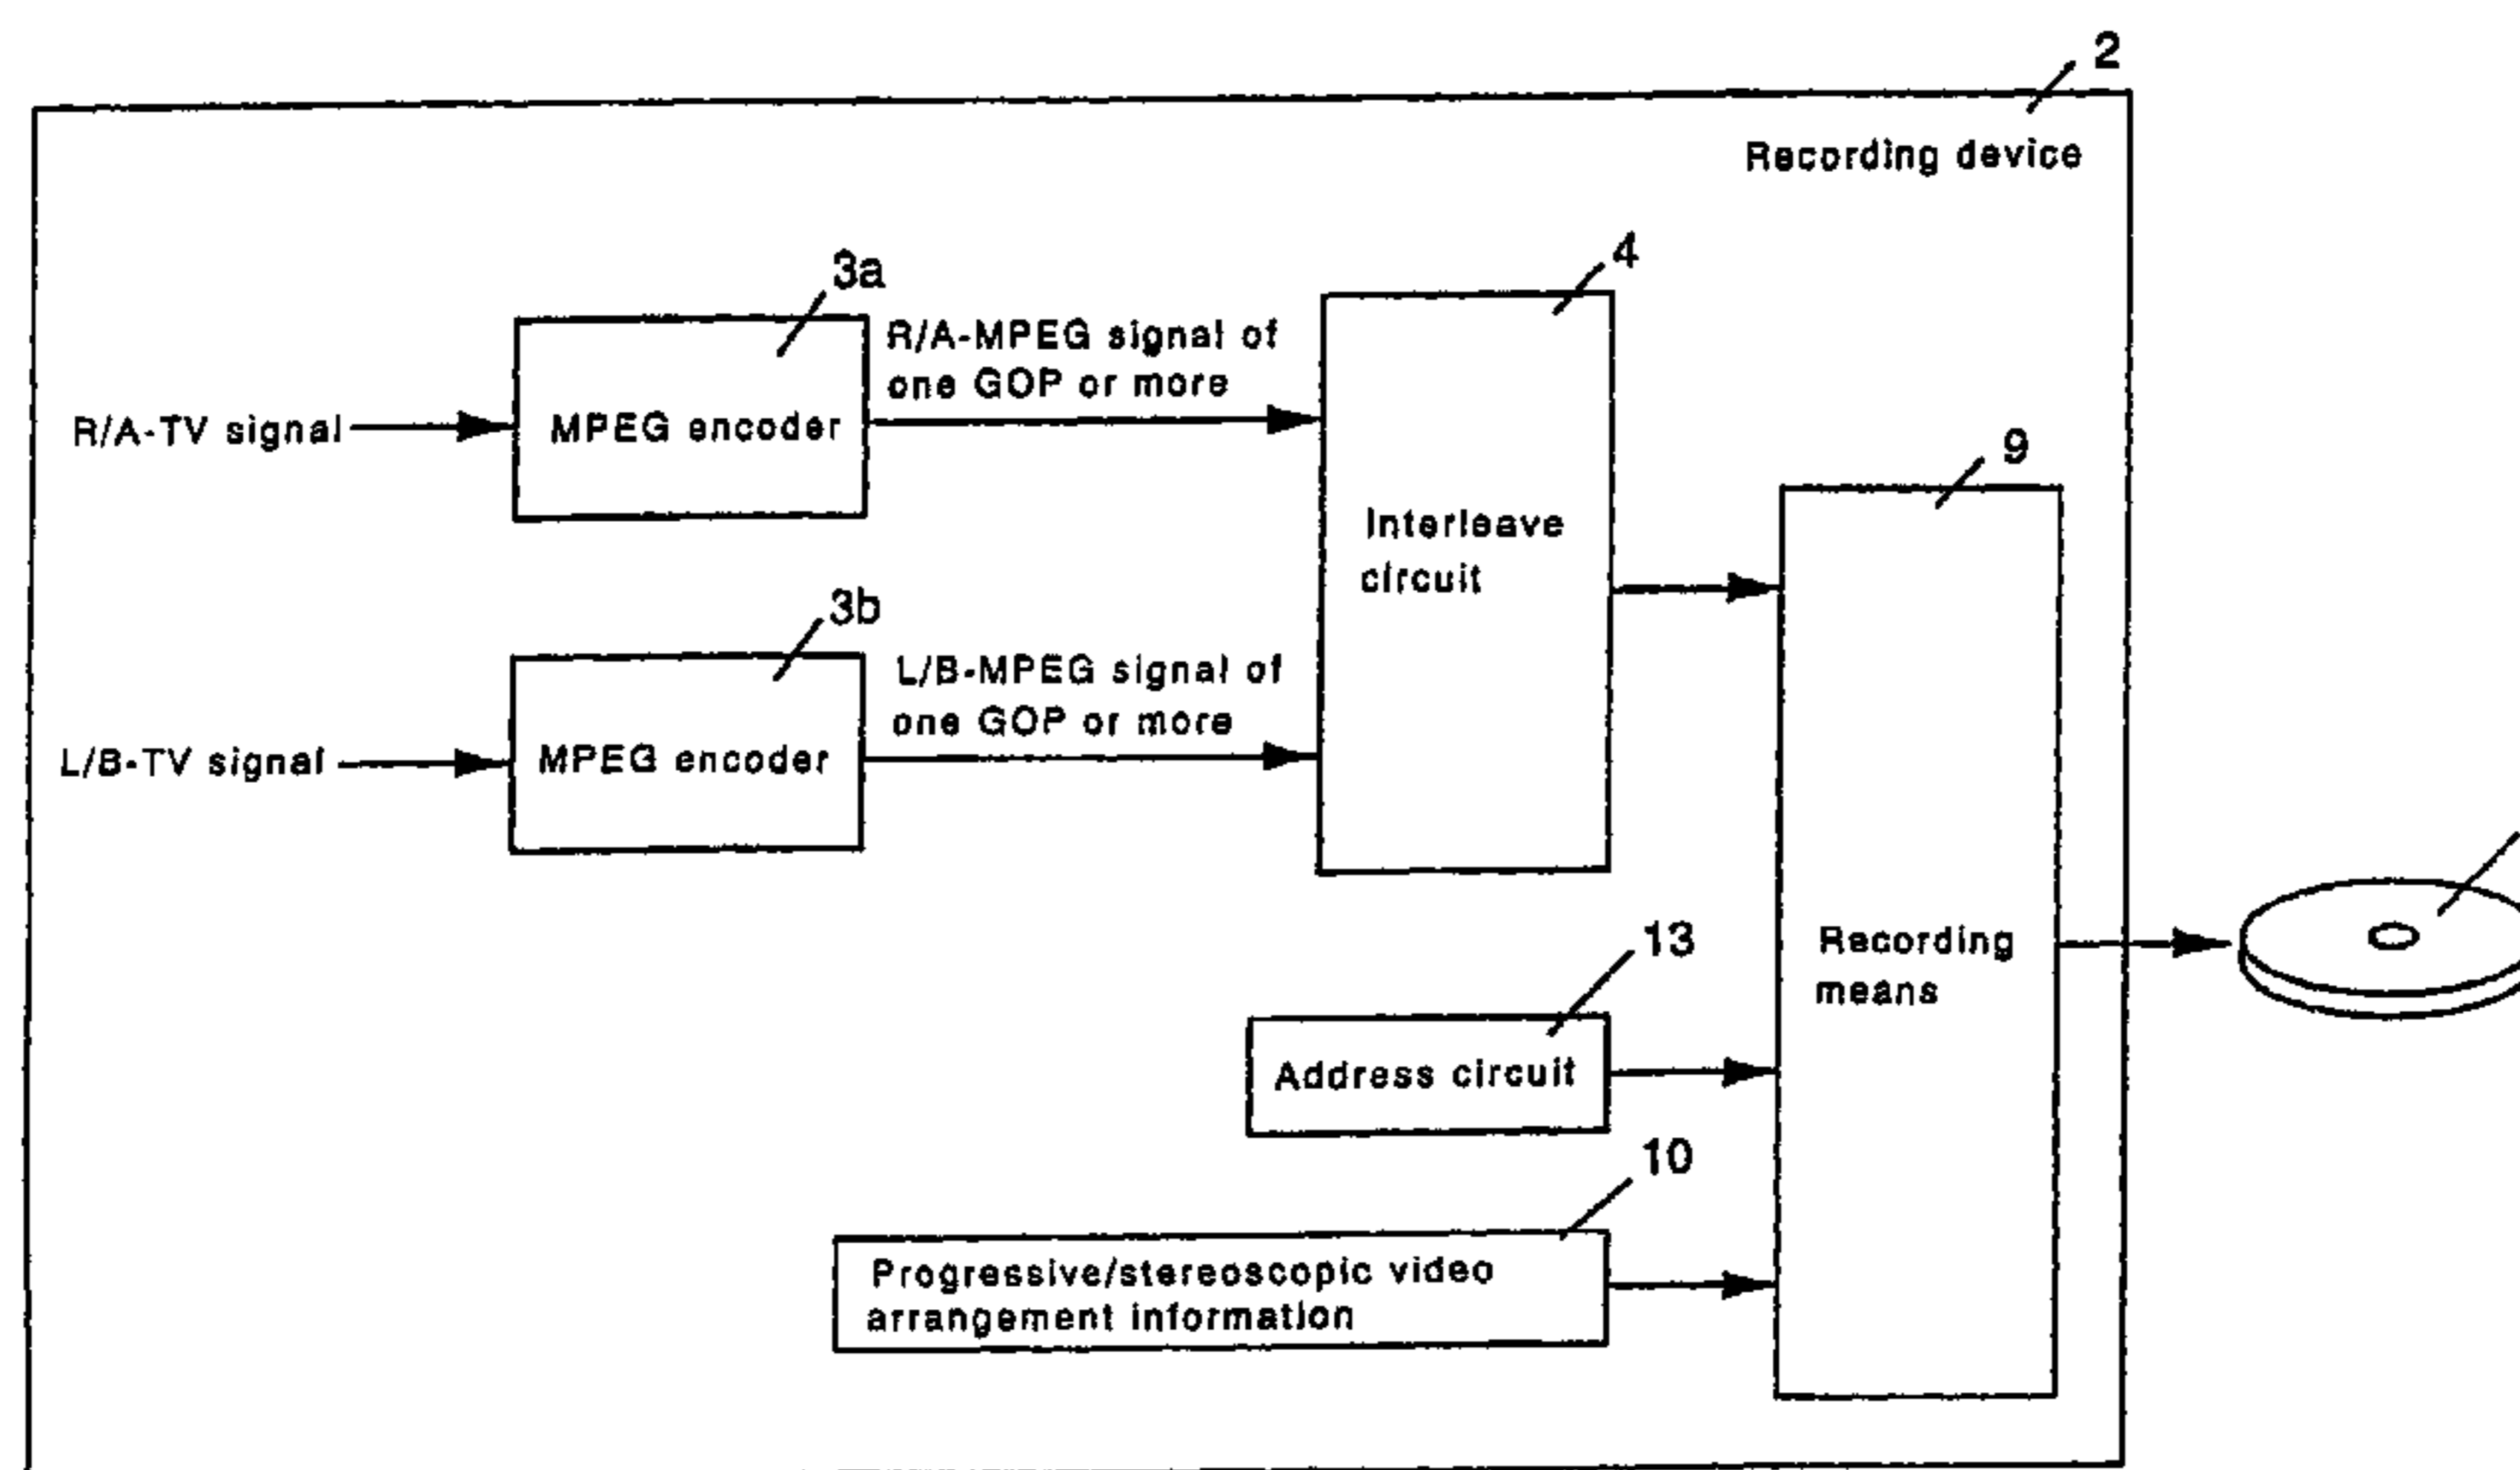 2
Recording device
3a
4
R/A-MPEG signal of
one GOP or more
R/A-TV signal
MPEG encoder
9
Interleave
circuit
3b
L/B-MPEG signal of
one GOP or more
L/B-TV signal
MPEG encoder
13
Recording
means
Address circuit
10
Progressive/stereoscopic video
arrangement information